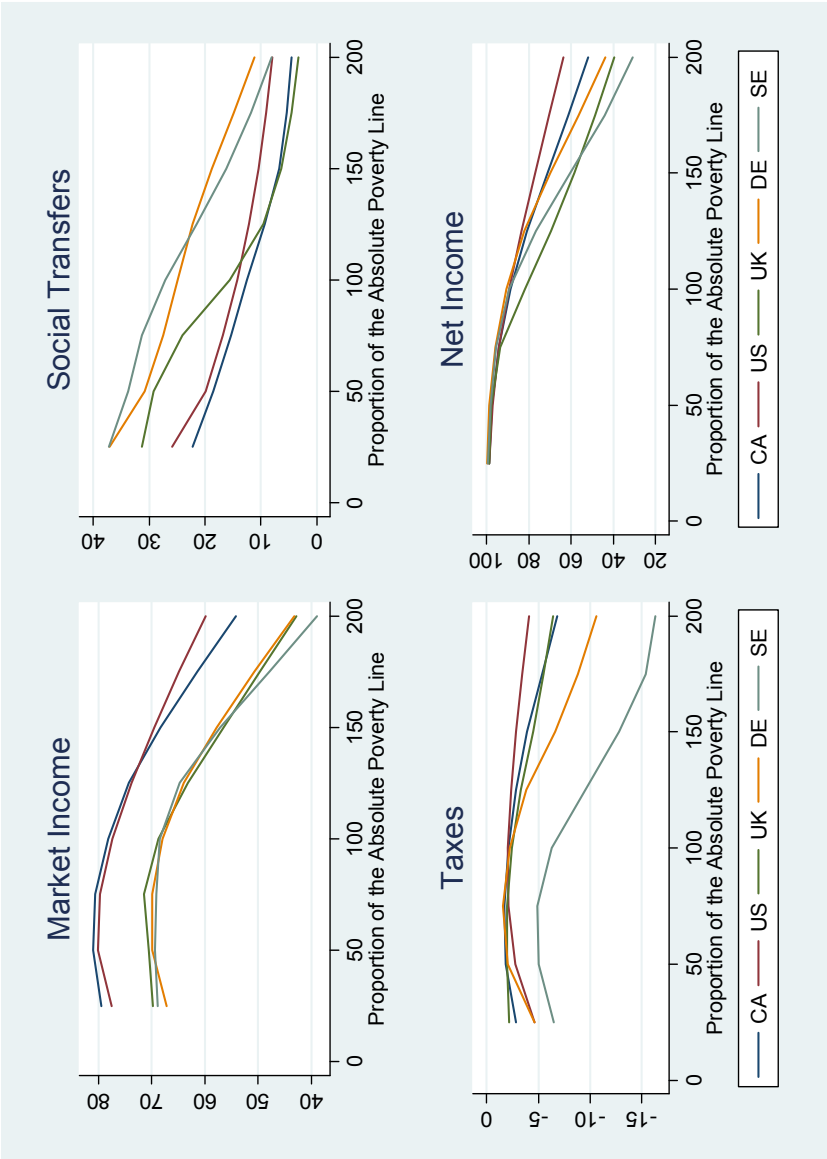 Market Income
80
70
60
50
40
0 50 100 150 200
Proportion of the Absolute Poverty Line
Social Transfers
40
30
20
10
0
0 50 100 150 200
Proportion of the Absolute Poverty Line
Taxes
0
-5
-10
-15
0 50 100 150 200
Proportion of the Absolute Poverty Line
CA US UK DE SE
Net Income
100
80
60
40
20
0 50 100 150 200
Proportion of the Absolute Poverty Line
CA US UK DE SE